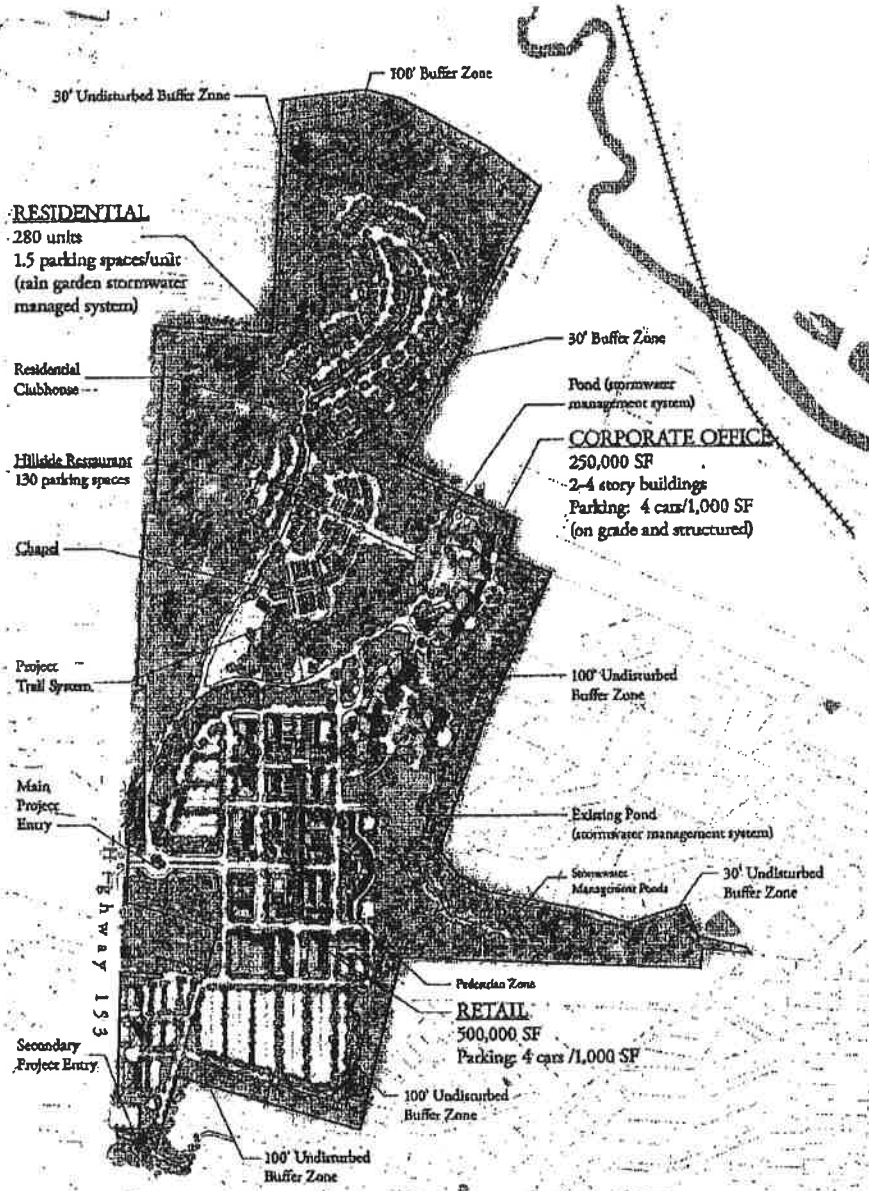 100' Buffer Zone
30' Undisturbed Buffer Zone
RESIDENTIAL
280 units
1.5 parking spaces/unit
(rain garden stormwater
managed system)
30' Buffer Zone
Residential
Clubhouse
Pond (stormwater
management system)
CORPORATE OFFICE
250,000 SF
2-4 story buildings
Parking: 4 cars/1,000 SF
(on grade and structured)
Hillside Restaurant
130 parking spaces
Chapel
Project
Trail System
100' Undisturbed
Buffer Zone
Main
Project
Entry
Existing Pond
(stormwater management system)
Stormwater
Management Ponds
30' Undisturbed
Buffer Zone
Highway 153
Pedestrian Zone
RETAIL
500,000 SF
Parking: 4 cars /1,000 SF
Secondary
Project Entry
100' Undisturbed
Buffer Zone
100' Undisturbed
Buffer Zone